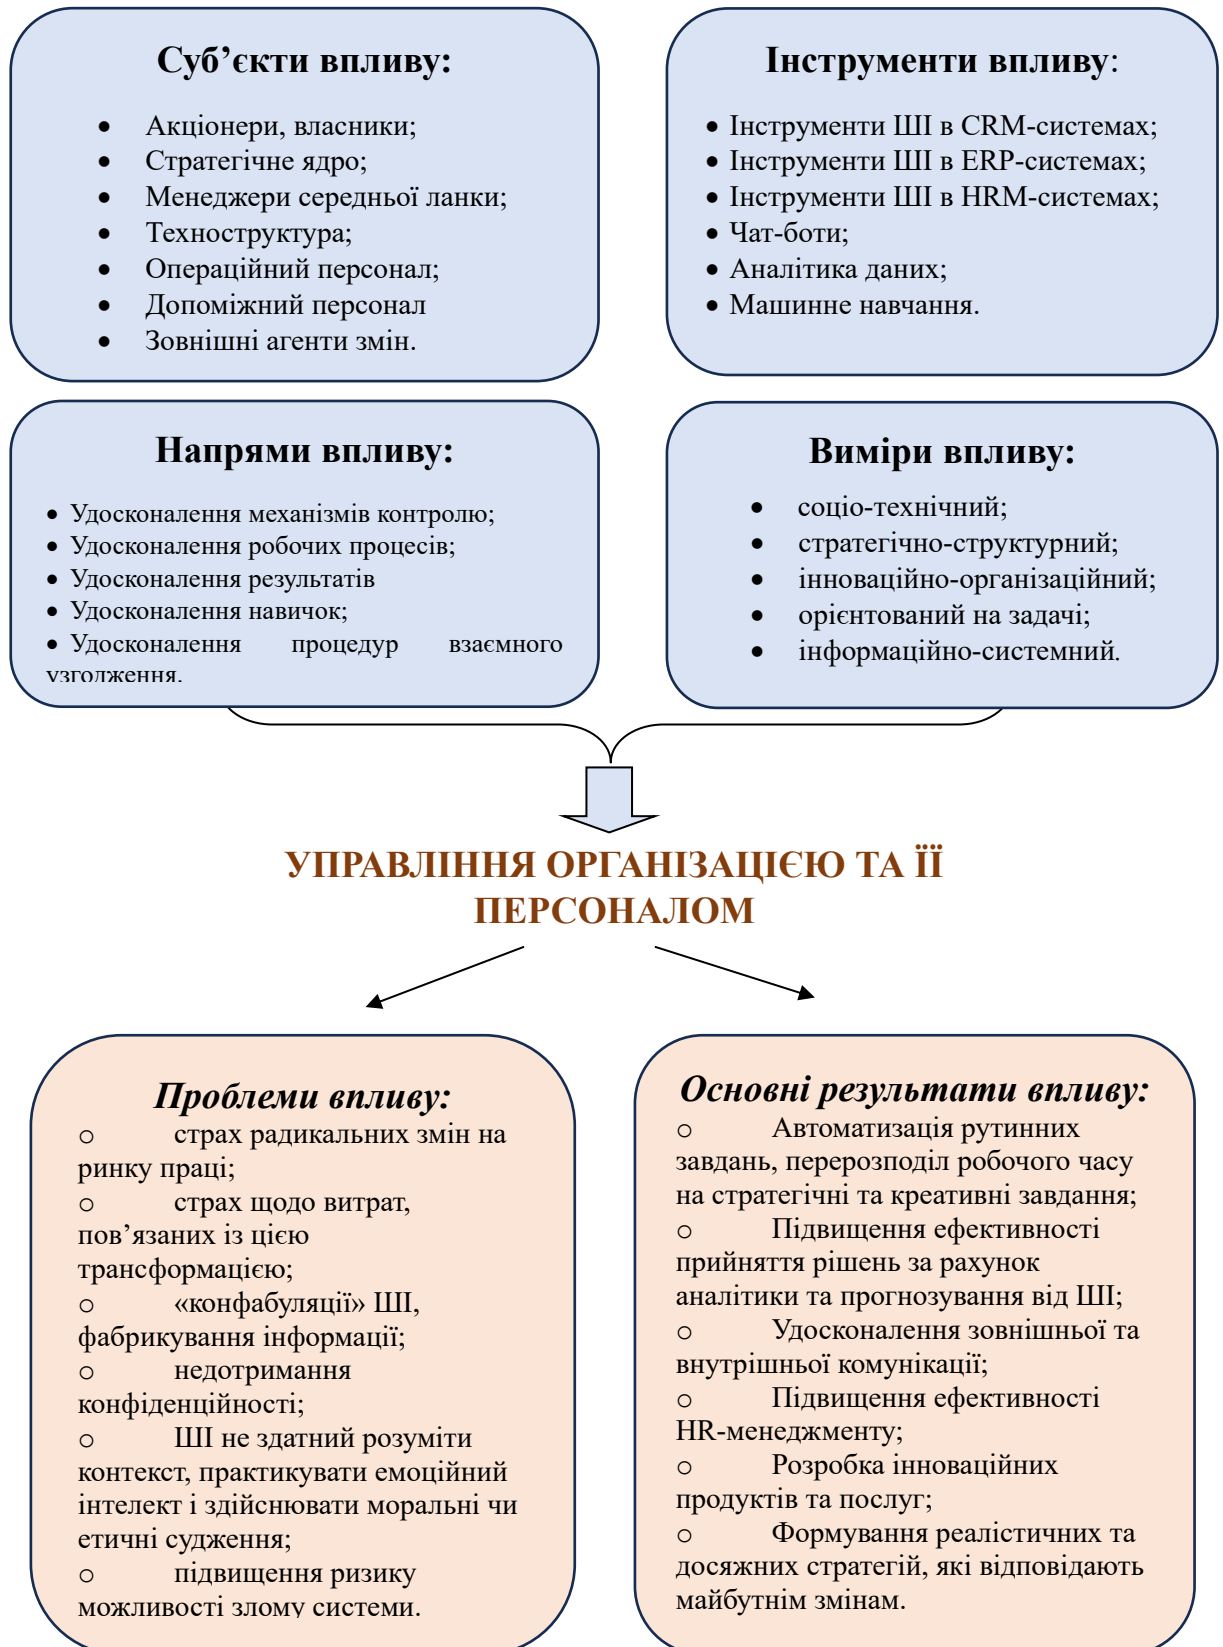 Суб’єкти впливу:
• Акціонери, власники;
• Стратегічне ядро;
• Менеджери середньої ланки;
• Техноструктура;
• Операційний персонал;
• Допоміжний персонал
• Зовнішні агенти змін.
Інструменти впливу:
• Інструменти ШІ в CRM-системах;
• Інструменти ШІ в ERP-системах;
• Інструменти ШІ в HRM-системах;
• Чат-боти;
• Аналітика даних;
• Машинне навчання.
Напрями впливу:
• Удосконалення механізмів контролю;
• Удосконалення робочих процесів;
• Удосконалення результатів
• Удосконалення навичок;
• Удосконалення процедур взаємного
узгодження.
Виміри впливу:
• соціо-технічний;
• стратегічно-структурний;
• інноваційно-організаційний;
• орієнтований на задачі;
• інформаційно-системний.
УПРАВЛІННЯ ОРГАНІЗАЦІЄЮ ТА ЇЇ
ПЕРСОНАЛОМ
Проблеми впливу:
o страх радикальних змін на
ринку праці;
o страх щодо витрат,
пов’язаних із цією
трансформацією;
o «конфабуляції» ШІ,
фабрикування інформації;
o недотримання
конфіденційності;
o ШІ не здатний розуміти
контекст, практикувати емоційний
інтелект і здійснювати моральні чи
етичні судження;
o підвищення ризику
можливості злому системи.
Основні результати впливу:
o Автоматизація рутинних
завдань, перерозподіл робочого часу
на стратегічні та креативні завдання;
o Підвищення ефективності
прийняття рішень за рахунок
аналітики та прогнозування від ШІ;
o Удосконалення зовнішньої та
внутрішньої комунікації;
o Підвищення ефективності
HR-менеджменту;
o Розробка інноваційних
продуктів та послуг;
o Формування реалістичних та
досяжних стратегій, які відповідають
майбутнім змінам.